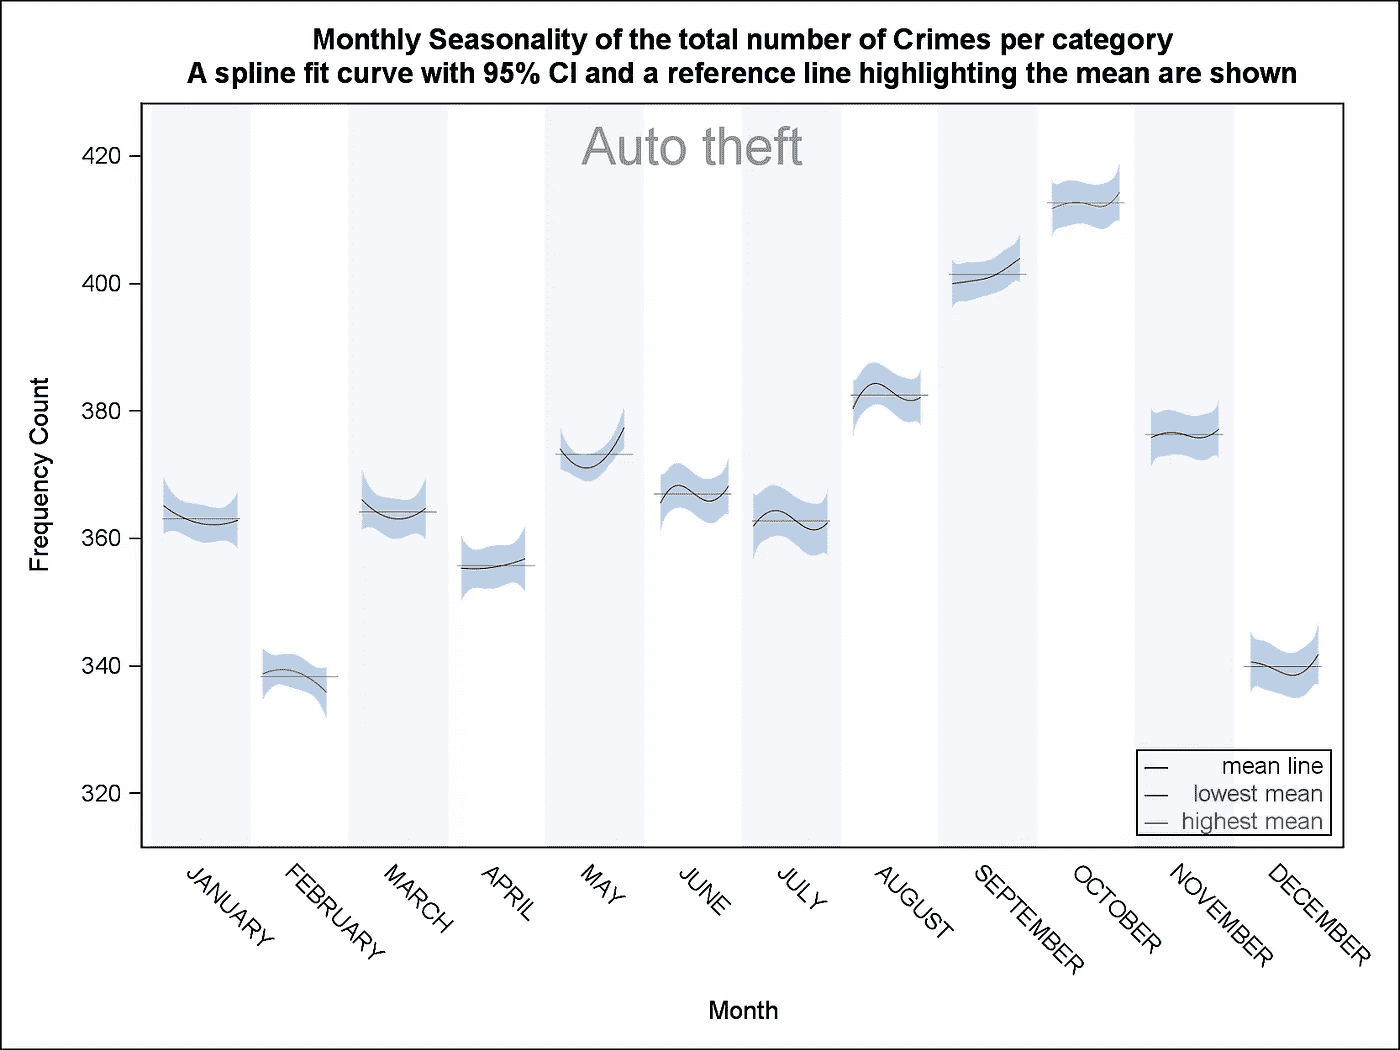 Monthly Seasonality of the total number of Crimes per category
A spline fit curve with 95% CI and a reference line highlighting the mean are shown
Auto theft
420
400
380
360
340
320
Frequency Count
mean line
lowest mean
highest mean
JANUARY
FEBRUARY
MARCH
APRIL
MAY
JUNE
JULY
AUGUST
SEPTEMBER
OCTOBER
NOVEMBER
DECEMBER
Month